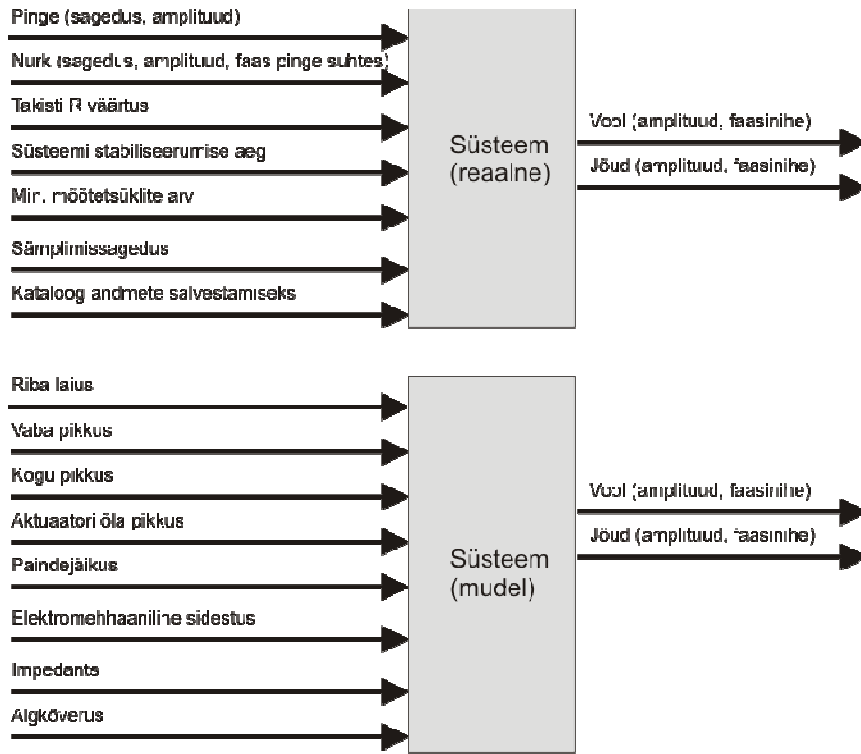 Pinge (sagedus, amplituud)
Nurk (sagedus, amplituud, faas pinge suhtes)
Takisti R väärtus
Süsteemi stabiliseerumise aeg
Min. mõõtetsüklite arv
Sämplimissagedus
Kataloog andmete salvestamiseks
Süsteem
(reaalne)
Vool (amplituud, faasinihe)
Jõud (amplituud, faasinihe)
Riba laius
Vaba pikkus
Kogu pikkus
Aktuaatori õla pikkus
Paindejäikus
Elektromehhaaniline sidestus
Impedants
Algkõverus
Süsteem
(mudel)
Vool (amplituud, faasinihe)
Jõud (amplituud, faasinihe)